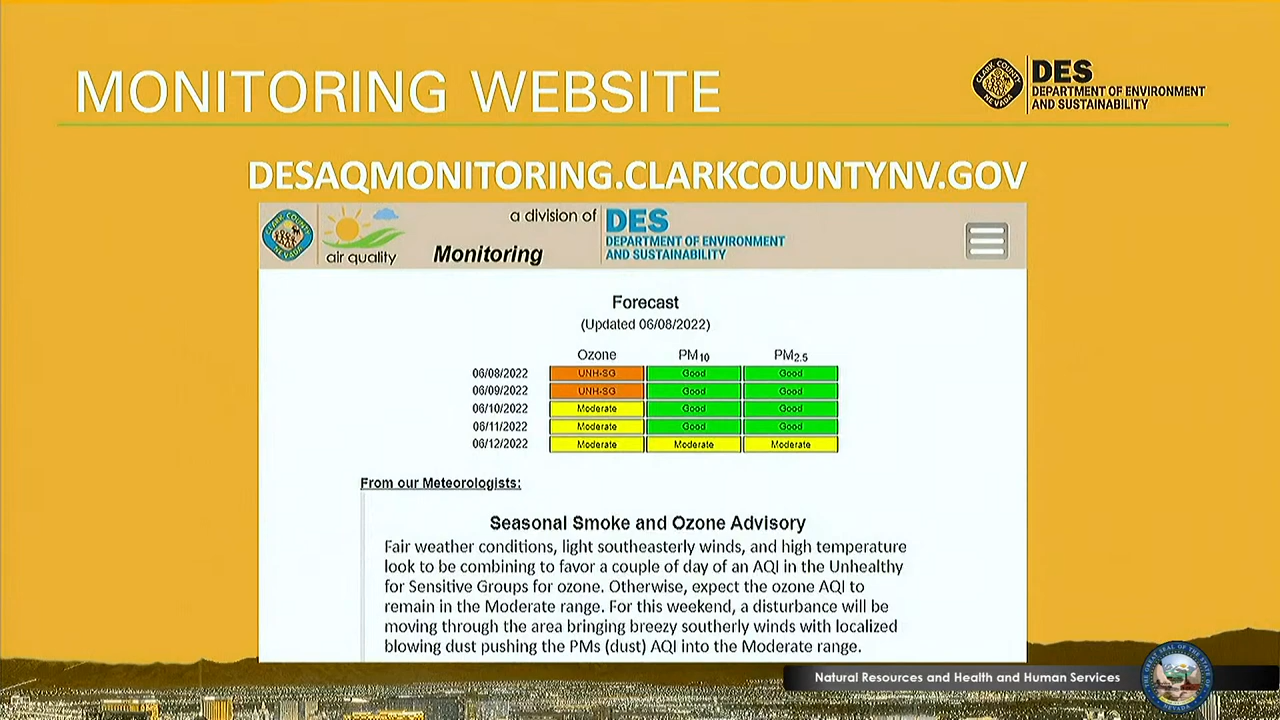 MONITORING WEBSITE
CLARK COUNTY
NEVADA
DES
DEPARTMENT OF ENVIRONMENT
AND SUSTAINABILITY
DESAQMONITORING.CLARKCOUNTYNV.GOV
CLARK COUNTY
NEVADA
air quality
Monitoring
a division of
DES
DEPARTMENT OF ENVIRONMENT
AND SUSTAINABILITY
Forecast
(Updated 06/08/2022)
Ozone PM10 PM2.5
06/08/2022 UNH-SG Good Good
06/09/2022 UNH-SG Good Good
06/10/2022 Moderate Good Good
06/11/2022 Moderate Good Good
06/12/2022 Moderate Moderate Moderate
From our Meteorologists:
Seasonal Smoke and Ozone Advisory
Fair weather conditions, light southeasterly winds, and high temperature
look to be combining to favor a couple of day of an AQI in the Unhealthy
for Sensitive Groups for ozone. Otherwise, expect the ozone AQI to
remain in the Moderate range. For this weekend, a disturbance will be
moving through the area bringing breezy southerly winds with localized
blowing dust pushing the PMs (dust) AQI into the Moderate range.
Natural Resources and Health and Human Services